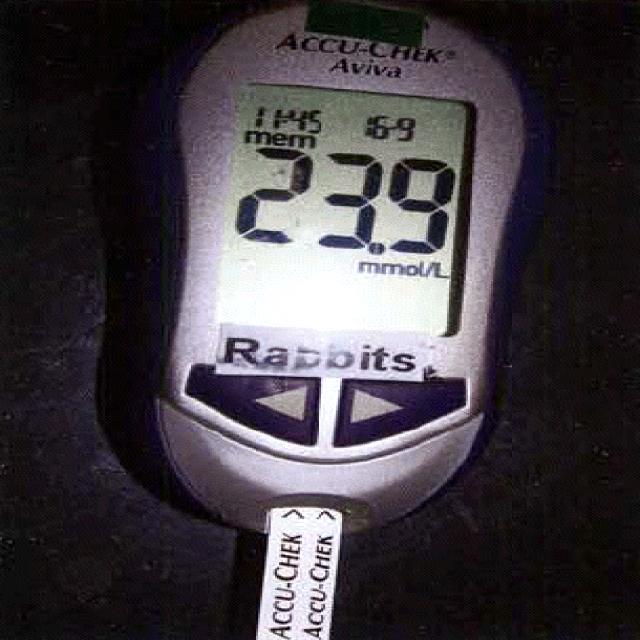 ACCU-CHEK®
Aviva
11:45 16-9
mem
23.9
mmol/L
Rabbits
ACCU-CHEK
ACCU-CHEK